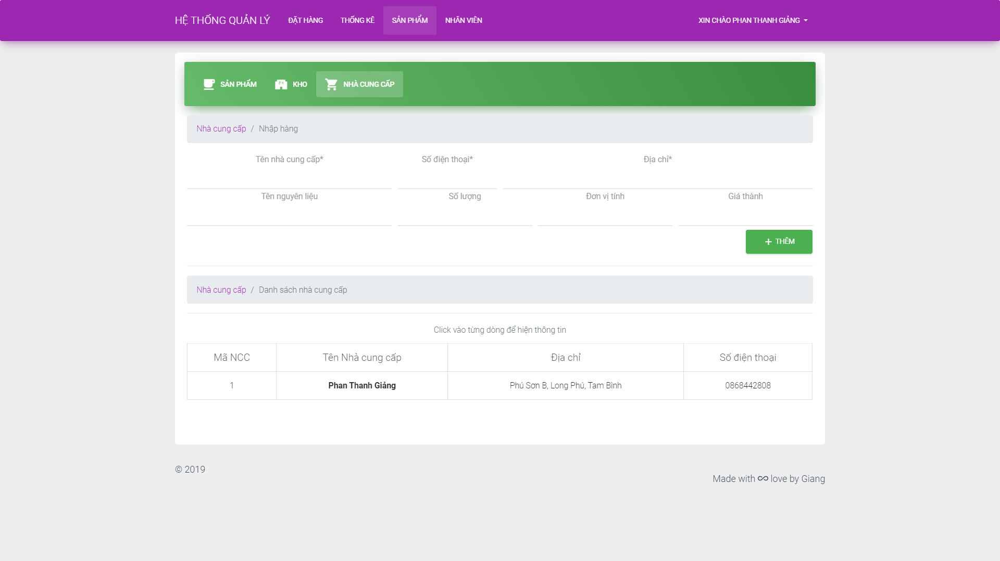 HỆ THỐNG QUẢN LÝ ĐẶT HÀNG THỐNG KÊ SẢN PHẨM NHÂN VIÊN XIN CHÀO PHAN THANH GIẢNG
SẢN PHẨM KHO NHÀ CUNG CẤP
Nhà cung cấp / Nhập hàng
Tên nhà cung cấp* Số điện thoại* Địa chỉ*
Tên nguyên liệu Số lượng Đơn vị tính Giá thành
THÊM
Nhà cung cấp / Danh sách nhà cung cấp
Click vào từng dòng để hiện thông tin
Mã NCC Tên Nhà cung cấp Địa chỉ Số điện thoại
1 Phan Thanh Giảng Phú Sơn B, Long Phú, Tam Bình 0868442808
© 2019
Made with love by Giang